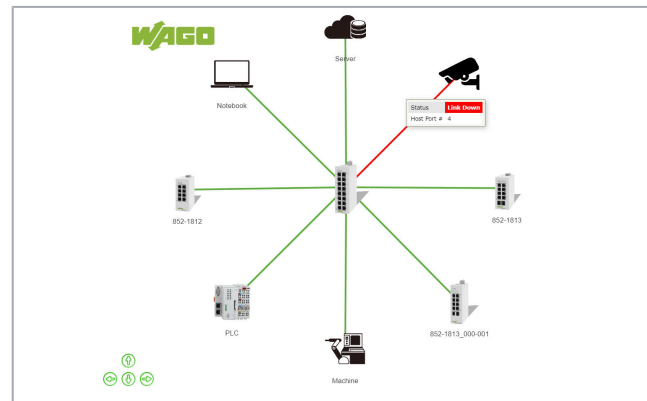 WAGO
Server
Notebook
Status Link Down
Host Port # 4
852-1812
852-1813
PLC
852-1813_000-001
Machine